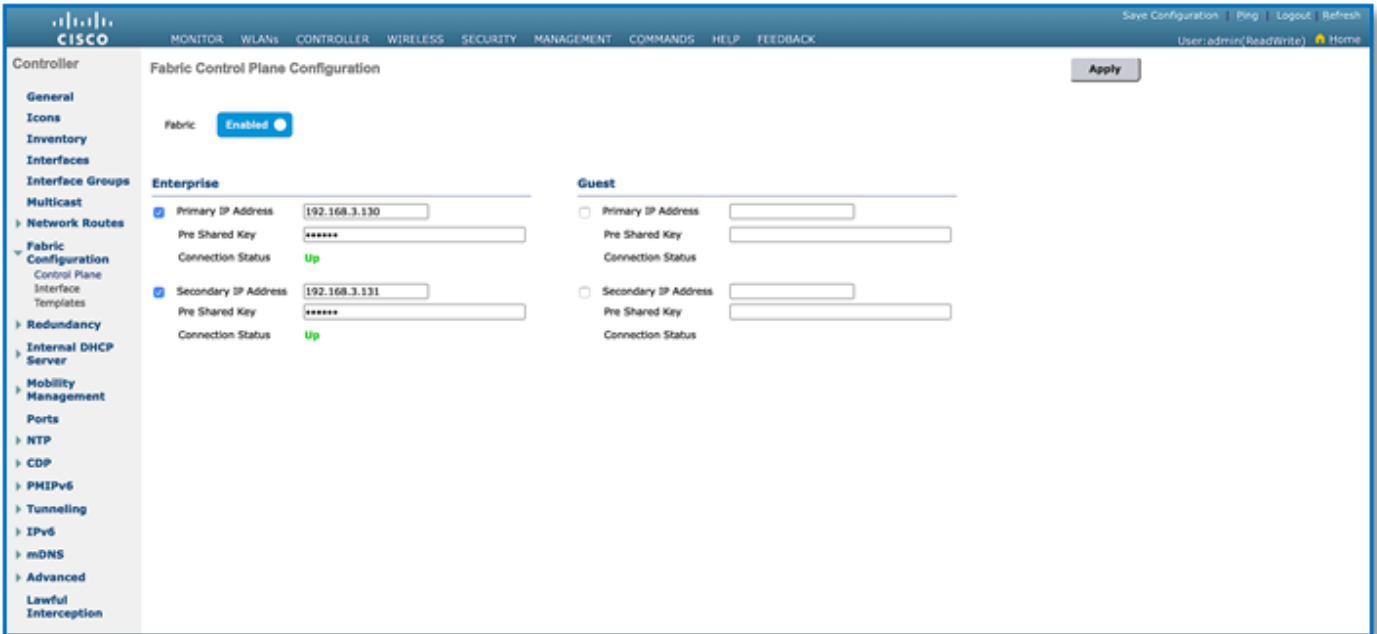 Save Configuration | Ping | Logout | Refresh
CISCO MONITOR WLANs CONTROLLER WIRELESS SECURITY MANAGEMENT COMMANDS HELP FEEDBACK User:admin(ReadWrite) Home
Controller
General
Icons
Inventory
Interfaces
Interface Groups
Multicast
Network Routes
Fabric
Configuration
Control Plane
Interface
Templates
Redundancy
Internal DHCP
Server
Mobility
Management
Ports
NTP
CDP
PMIPv6
Tunneling
IPv6
mDNS
Advanced
Lawful
Interception
Fabric Control Plane Configuration Apply
Fabric Enabled
Enterprise
Primary IP Address 192.168.3.130
Pre Shared Key ••••••
Connection Status Up
Secondary IP Address 192.168.3.131
Pre Shared Key ••••••
Connection Status Up
Guest
Primary IP Address
Pre Shared Key
Connection Status
Secondary IP Address
Pre Shared Key
Connection Status